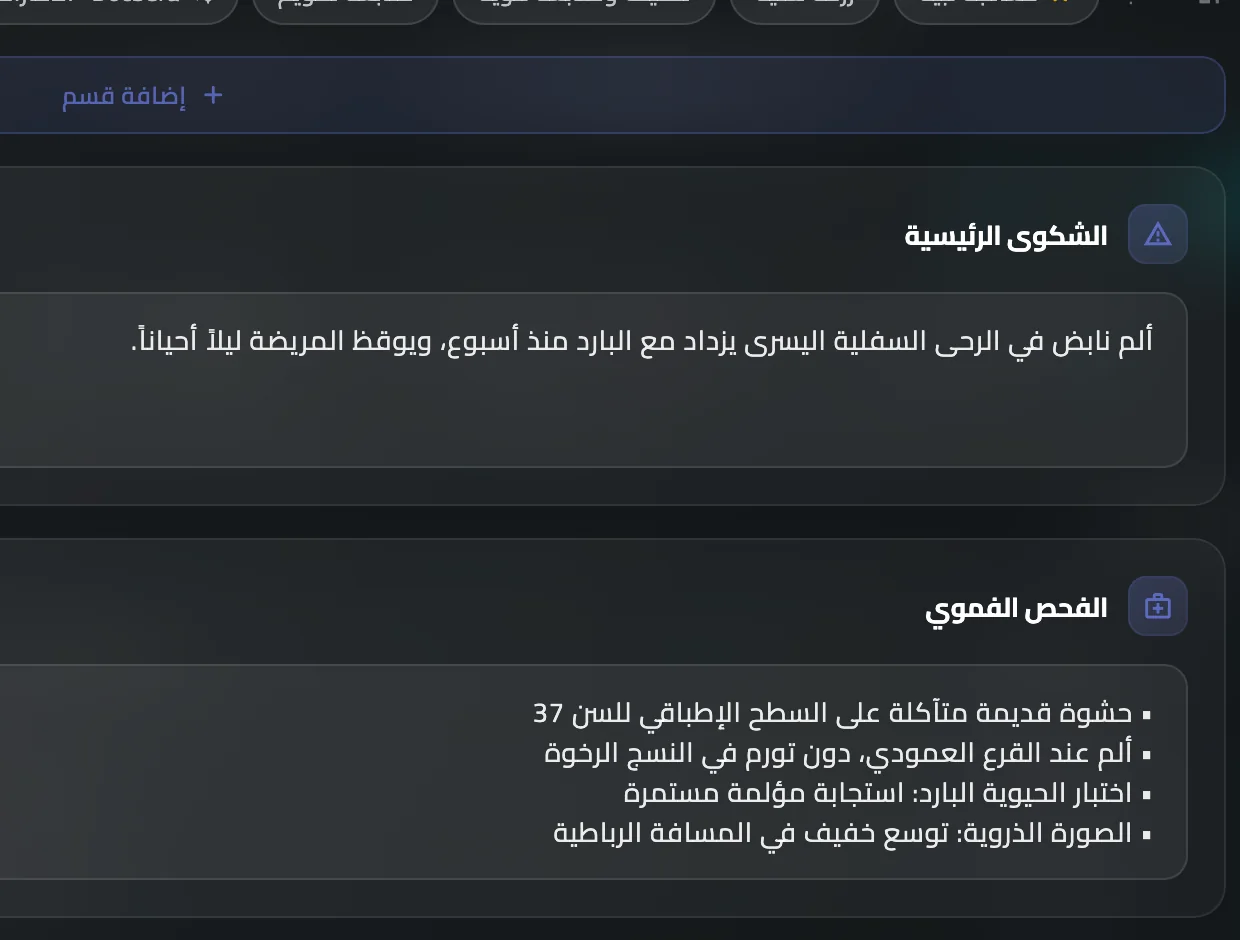 إضافة قسم
الشكوى الرئيسية
ألم نابض في الرحى السفلية اليسرى يزداد مع البارد منذ أسبوع، ويوقظ المريضة ليلاً أحياناً.
الفحص الفموي
▪ حشوة قديمة متآكلة على السطح الإطباقي للسن 37
▪ ألم عند القرع العمودي، دون تورم في النسج الرخوة
▪ اختبار الحيوية البارد: استجابة مؤلمة مستمرة
▪ الصورة الذروية: توسع خفيف في المسافة الرباطية